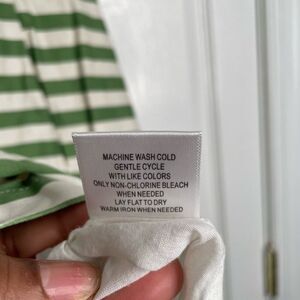 MACHINE WASH COLD
GENTLE CYCLE
WITH LIKE COLORS
ONLY NON-CHLORINE BLEACH
WHEN NEEDED
LAY FLAT TO DRY
WARM IRON WHEN NEEDED